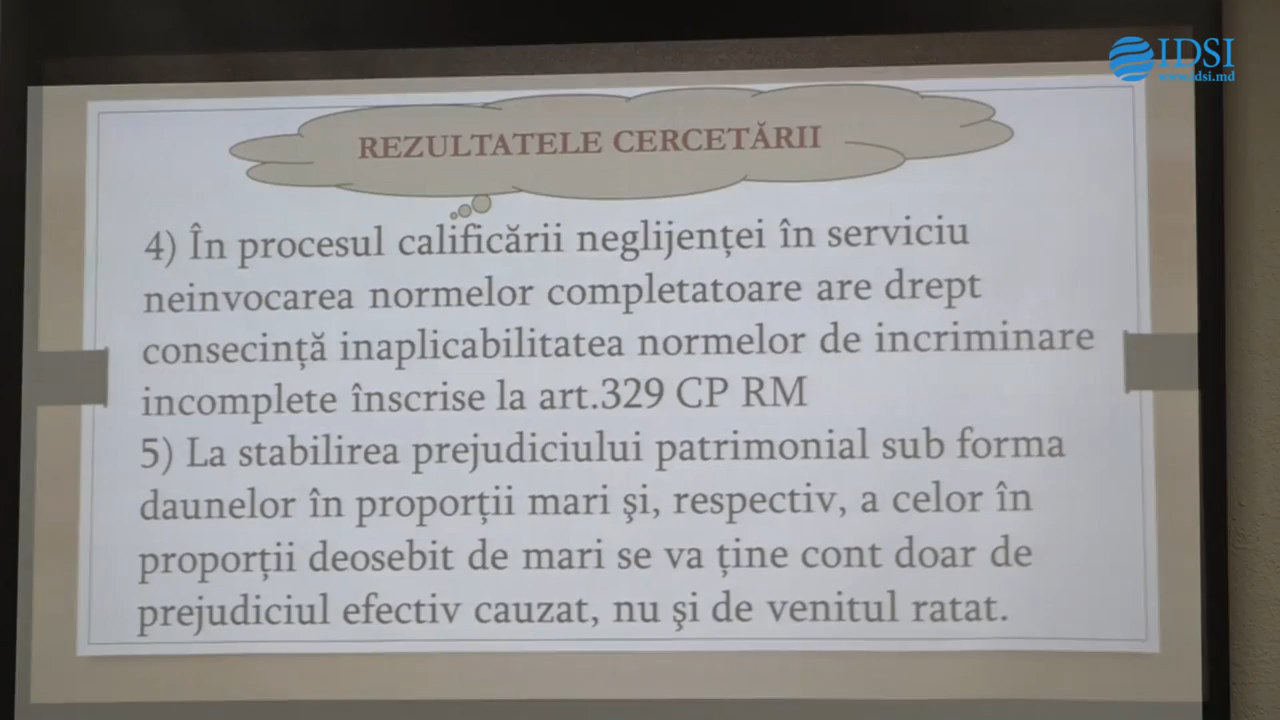 IDSI
www.idsi.md
REZULTATELE CERCETĂRII
4) În procesul calificării neglijenței în serviciu
neinvocarea normelor completatoare are drept
consecință inaplicabilitatea normelor de incriminare
incomplete înscrise la art.329 CP RM
5) La stabilirea prejudiciului patrimonial sub forma
daunelor în proporții mari şi, respectiv, a celor în
proporții deosebit de mari se va ține cont doar de
prejudiciul efectiv cauzat, nu şi de venitul ratat.